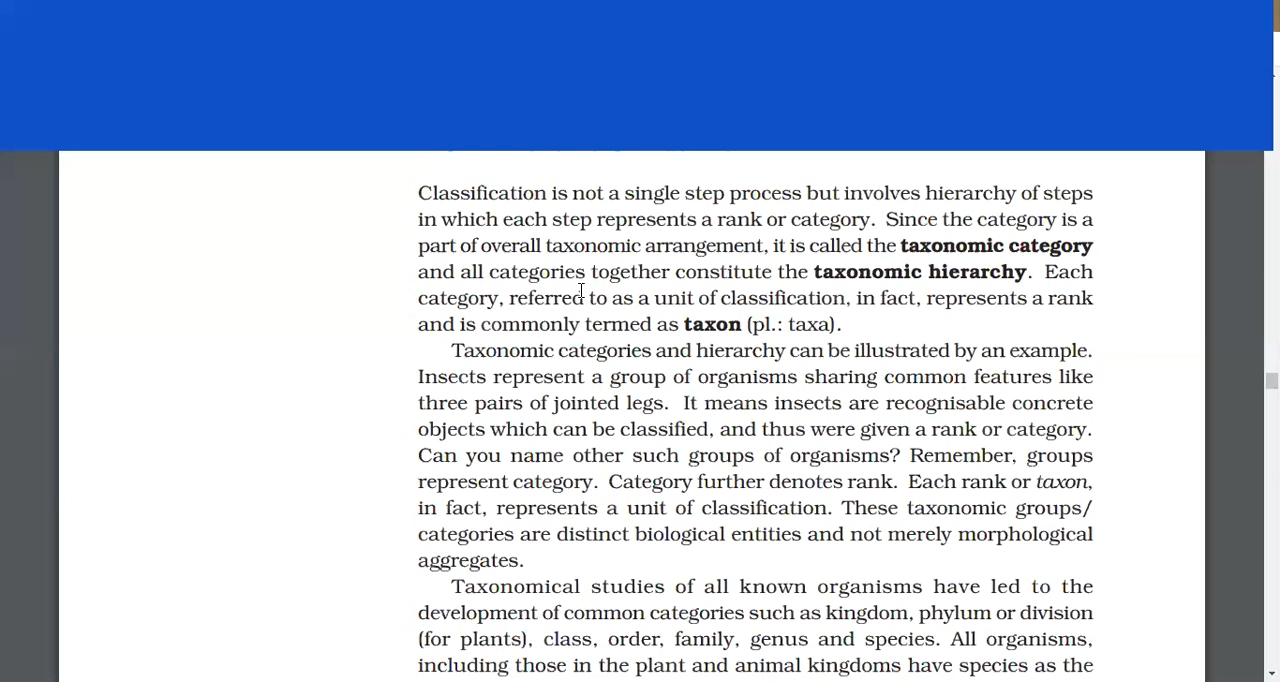 Classification is not a single step process but involves hierarchy of steps
in which each step represents a rank or category. Since the category is a
part of overall taxonomic arrangement, it is called the taxonomic category
and all categories together constitute the taxonomic hierarchy. Each
category, referred to as a unit of classification, in fact, represents a rank
and is commonly termed as taxon (pl.: taxa).
Taxonomic categories and hierarchy can be illustrated by an example.
Insects represent a group of organisms sharing common features like
three pairs of jointed legs. It means insects are recognisable concrete
objects which can be classified, and thus were given a rank or category.
Can you name other such groups of organisms? Remember, groups
represent category. Category further denotes rank. Each rank or taxon,
in fact, represents a unit of classification. These taxonomic groups/
categories are distinct biological entities and not merely morphological
aggregates.
Taxonomical studies of all known organisms have led to the
development of common categories such as kingdom, phylum or division
(for plants), class, order, family, genus and species. All organisms,
including those in the plant and animal kingdoms have species as the